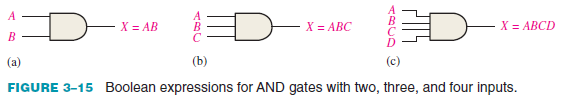 A
B
X = AB
(a)
A
B
C
X = ABC
(b)
A
B
C
D
X = ABCD
(c)
FIGURE 3–15 Boolean expressions for AND gates with two, three, and four inputs.